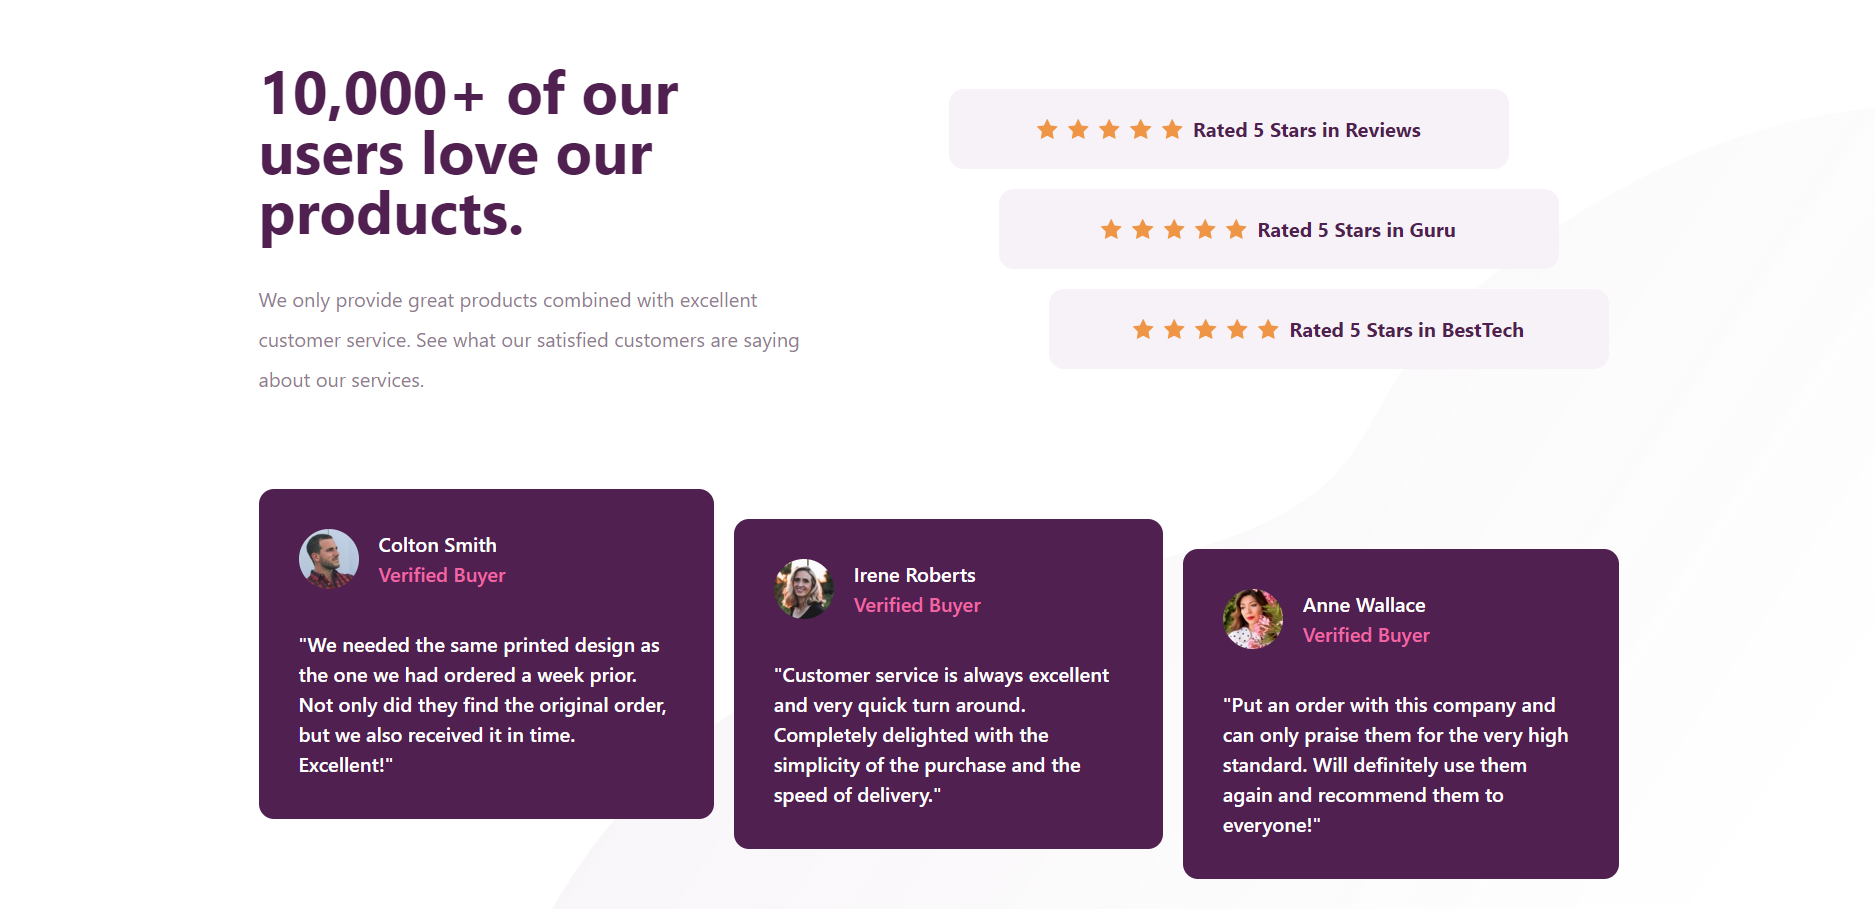 10,000+ of our
users love our
products.
We only provide great products combined with excellent
customer service. See what our satisfied customers are saying
about our services.
Rated 5 Stars in Reviews
Rated 5 Stars in Guru
Rated 5 Stars in BestTech
Colton Smith
Verified Buyer
"We needed the same printed design as
the one we had ordered a week prior.
Not only did they find the original order,
but we also received it in time.
Excellent!"
Irene Roberts
Verified Buyer
"Customer service is always excellent
and very quick turn around.
Completely delighted with the
simplicity of the purchase and the
speed of delivery."
Anne Wallace
Verified Buyer
"Put an order with this company and
can only praise them for the very high
standard. Will definitely use them
again and recommend them to
everyone!"